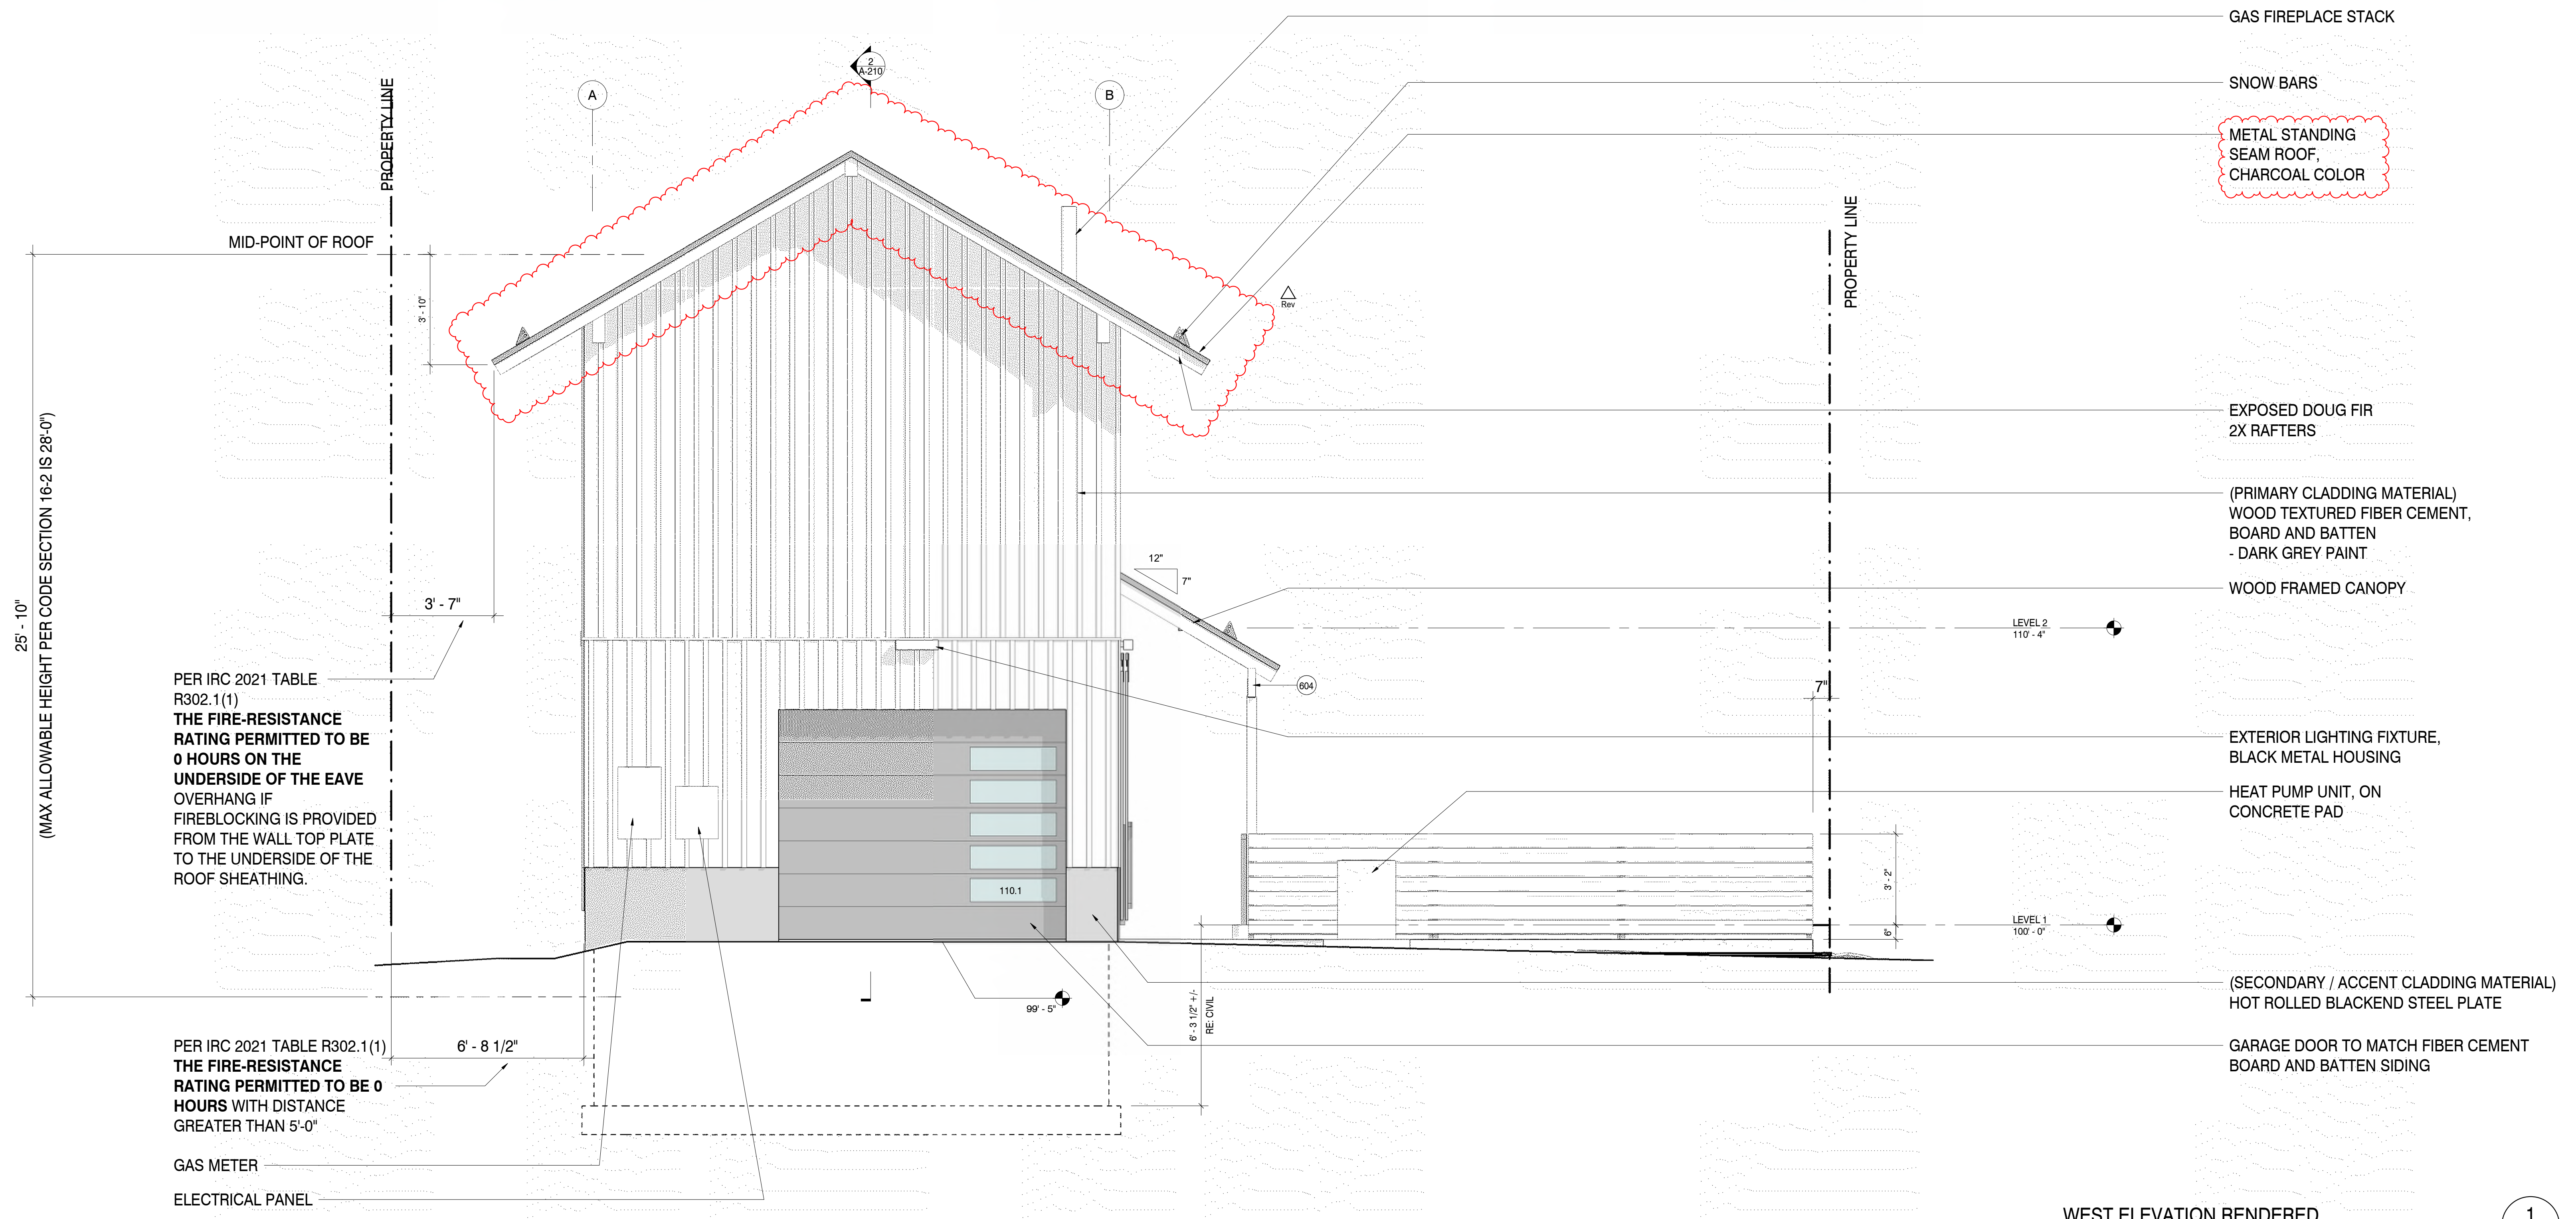 GAS FIREPLACE STACK
2
A-210
SNOW BARS
A
B
PROPERTY LINE
METAL STANDING
SEAM ROOF,
CHARCOAL COLOR
PROPERTY LINE
MID-POINT OF ROOF
3' - 10"
Rev
EXPOSED DOUG FIR
2X RAFTERS
(PRIMARY CLADDING MATERIAL)
WOOD TEXTURED FIBER CEMENT,
BOARD AND BATTEN
- DARK GREY PAINT
12"
7"
WOOD FRAMED CANOPY
3' - 7"
25' - 10"
(MAX ALLOWABLE HEIGHT PER CODE SECTION 16-2 IS 28'-0")
LEVEL 2
110' - 4"
PER IRC 2021 TABLE
R302.1(1)
THE FIRE-RESISTANCE
RATING PERMITTED TO BE
0 HOURS ON THE
UNDERSIDE OF THE EAVE
OVERHANG IF
FIREBLOCKING IS PROVIDED
FROM THE WALL TOP PLATE
TO THE UNDERSIDE OF THE
ROOF SHEATHING.
604
7"
EXTERIOR LIGHTING FIXTURE,
BLACK METAL HOUSING
HEAT PUMP UNIT, ON
CONCRETE PAD
110.1
3' - 2"
6"
LEVEL 1
100' - 0"
99' - 5"
6' - 3 1/2" +/-
RE: CIVIL
(SECONDARY / ACCENT CLADDING MATERIAL)
HOT ROLLED BLACKEND STEEL PLATE
GARAGE DOOR TO MATCH FIBER CEMENT
BOARD AND BATTEN SIDING
PER IRC 2021 TABLE R302.1(1)
THE FIRE-RESISTANCE
RATING PERMITTED TO BE 0
HOURS WITH DISTANCE
GREATER THAN 5'-0"
6' - 8 1/2"
GAS METER
ELECTRICAL PANEL
WEST ELEVATION RENDERED
1